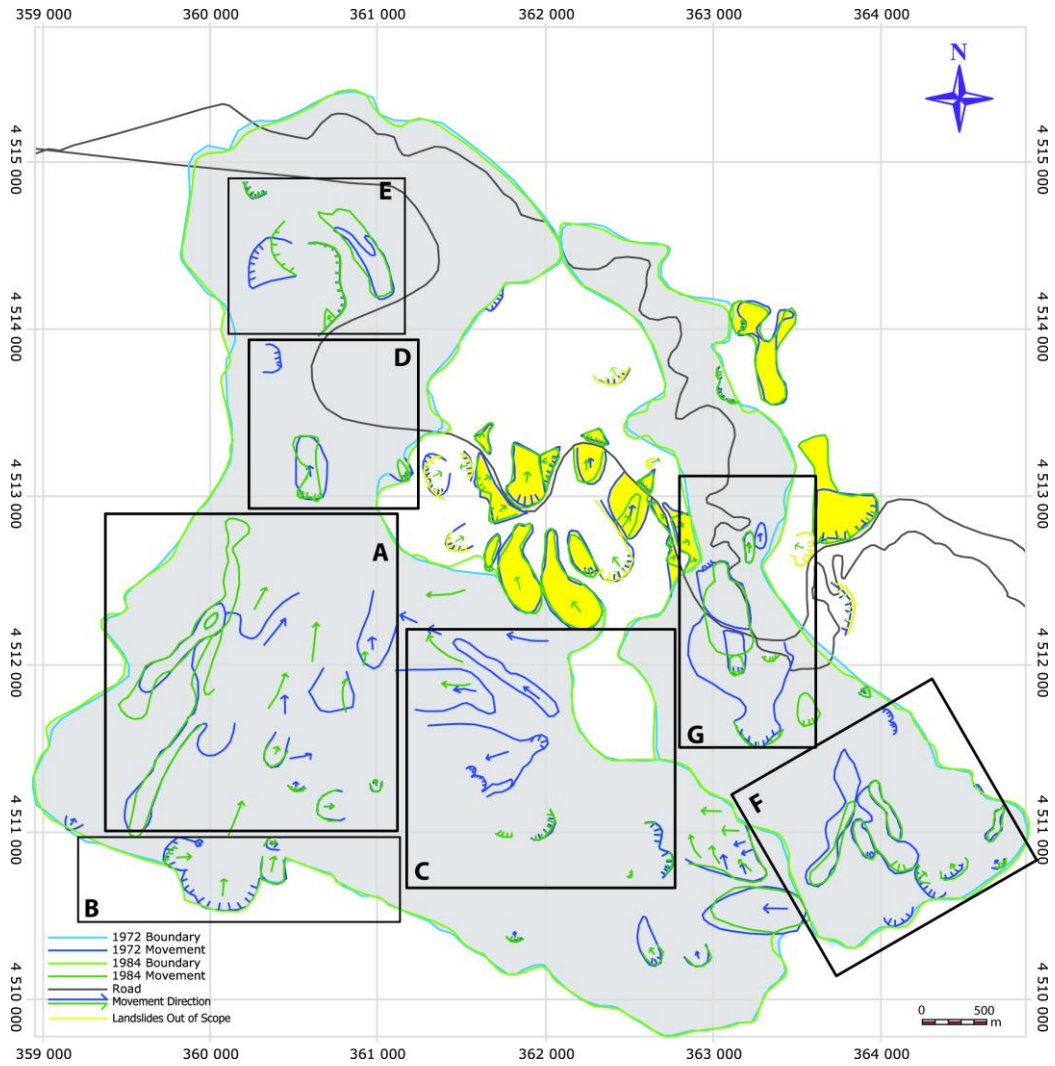 359 000 360 000 361 000 362 000 363 000 364 000
N
4 515 000 4 515 000
E
4 514 000 4 514 000
D
4 513 000 4 513 000
A
4 512 000 4 512 000
G
C
F
4 511 000 4 511 000
B
1972 Boundary
1972 Movement
1984 Boundary
1984 Movement
Road
Movement Direction
Landslides Out of Scope
4 510 000 4 510 000
0 500
m
359 000 360 000 361 000 362 000 363 000 364 000